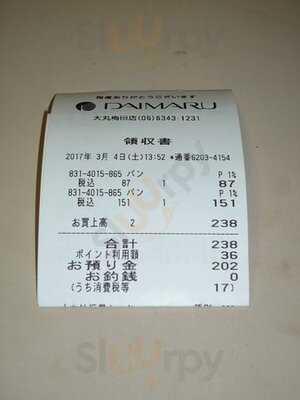 毎度ありがとうございます
DAIMARU
大丸梅田店(06)6343-1231
領収書
2017年 3月 4日(土)13:52 *通番6203-4154
831-4015-865 パン P 1%
税込 87 1 87
831-4015-865 パン P 1%
税込 151 1 151
お買上高 2 238
合計 238
ポイント利用額 36
お預り金 202
お釣銭 0
(うち消費税等 17)
Sluurpy
Sluurpy
Sluurpy